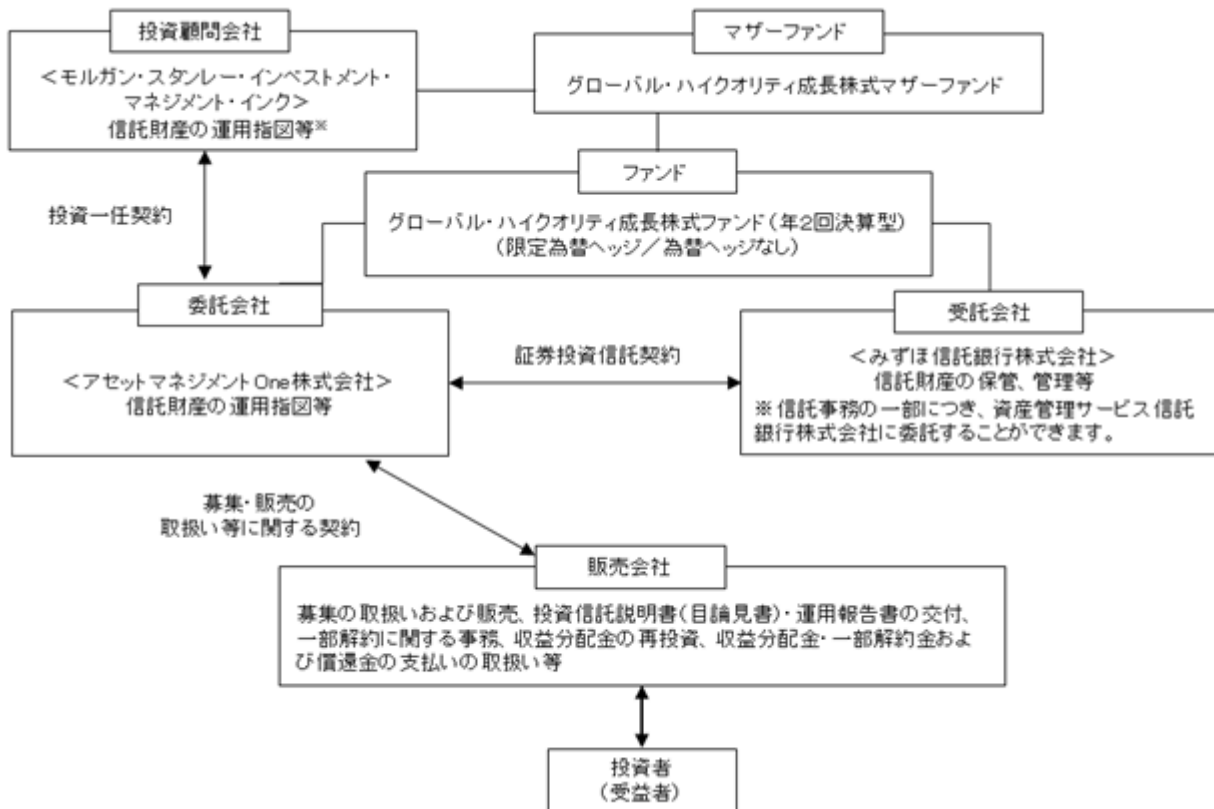 投資顧問会社
<モルガン・スタンレー・インベストメント・
マネジメント・インク>
信託財産の運用指図等※
マザーファンド
グローバル・ハイクオリティ成長株式マザーファンド
ファンド
グローバル・ハイクオリティ成長株式ファンド(年2回決算型)
(限定為替ヘッジ/為替ヘッジなし)
投資一任契約
委託会社
<アセットマネジメントOne株式会社>
信託財産の運用指図等
証券投資信託契約
受託会社
<みずほ信託銀行株式会社>
信託財産の保管、管理等
※信託事務の一部につき、資産管理サービス信託
銀行株式会社に委託することができます。
募集・販売の
取扱い等に関する契約
販売会社
募集の取扱いおよび販売、投資信託説明書(目論見書)・運用報告書の交付、
一部解約に関する事務、収益分配金の再投資、収益分配金・一部解約金およ
び償還金の支払いの取扱い等
投資者
(受益者)